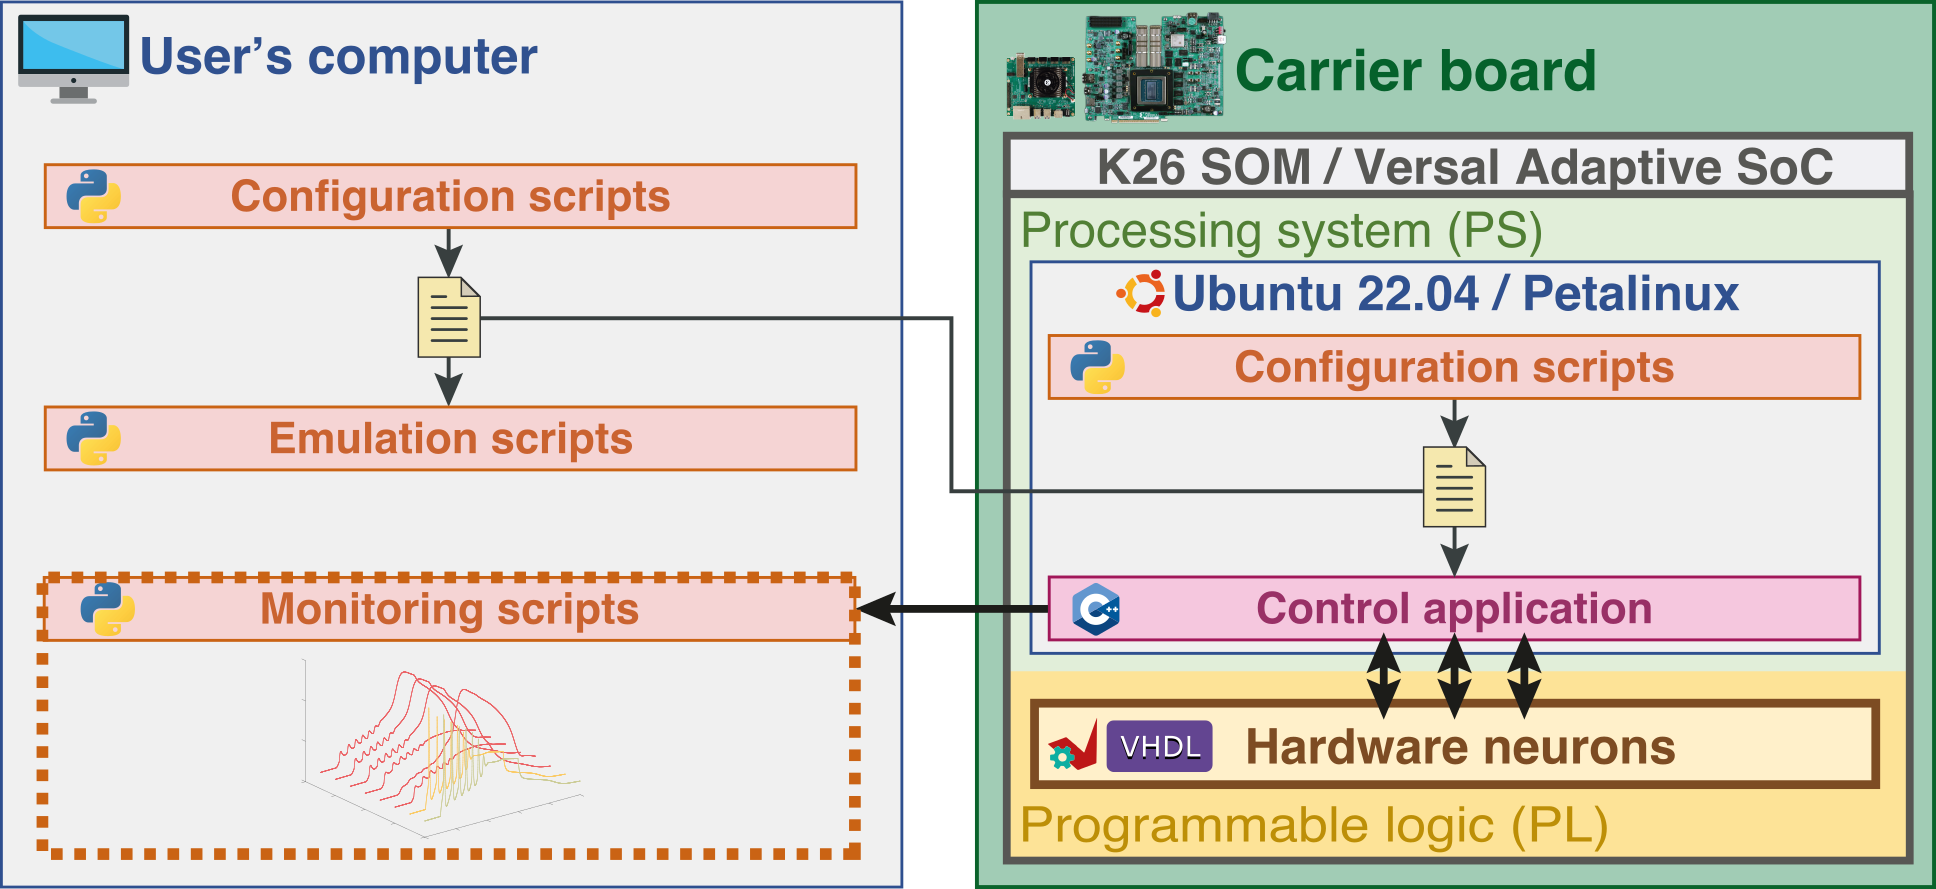 User’s computer
Configuration scripts
Emulation scripts
Monitoring scripts
Carrier board
K26 SOM / Versal Adaptive SoC
Processing system (PS)
Ubuntu 22.04 / Petalinux
Configuration scripts
C++ Control application
VHDL Hardware neurons
Programmable logic (PL)